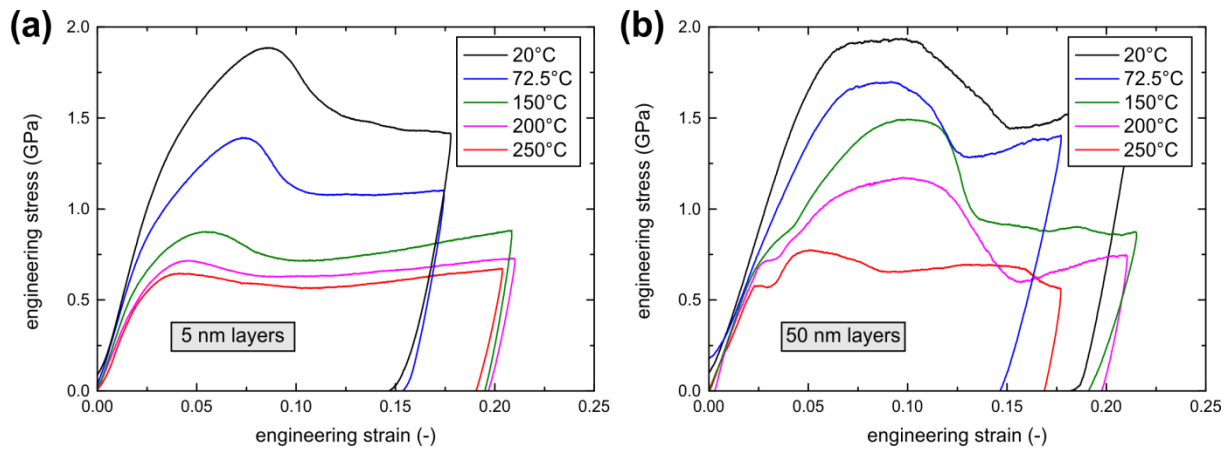 (a)
2.0
1.5
1.0
0.5
0.0
engineering stress (GPa)
20°C
72.5°C
150°C
200°C
250°C
5 nm layers
0.00 0.05 0.10 0.15 0.20 0.25
engineering strain (-)
(b)
2.0
1.5
1.0
0.5
0.0
engineering stress (GPa)
20°C
72.5°C
150°C
200°C
250°C
50 nm layers
0.00 0.05 0.10 0.15 0.20 0.25
engineering strain (-)